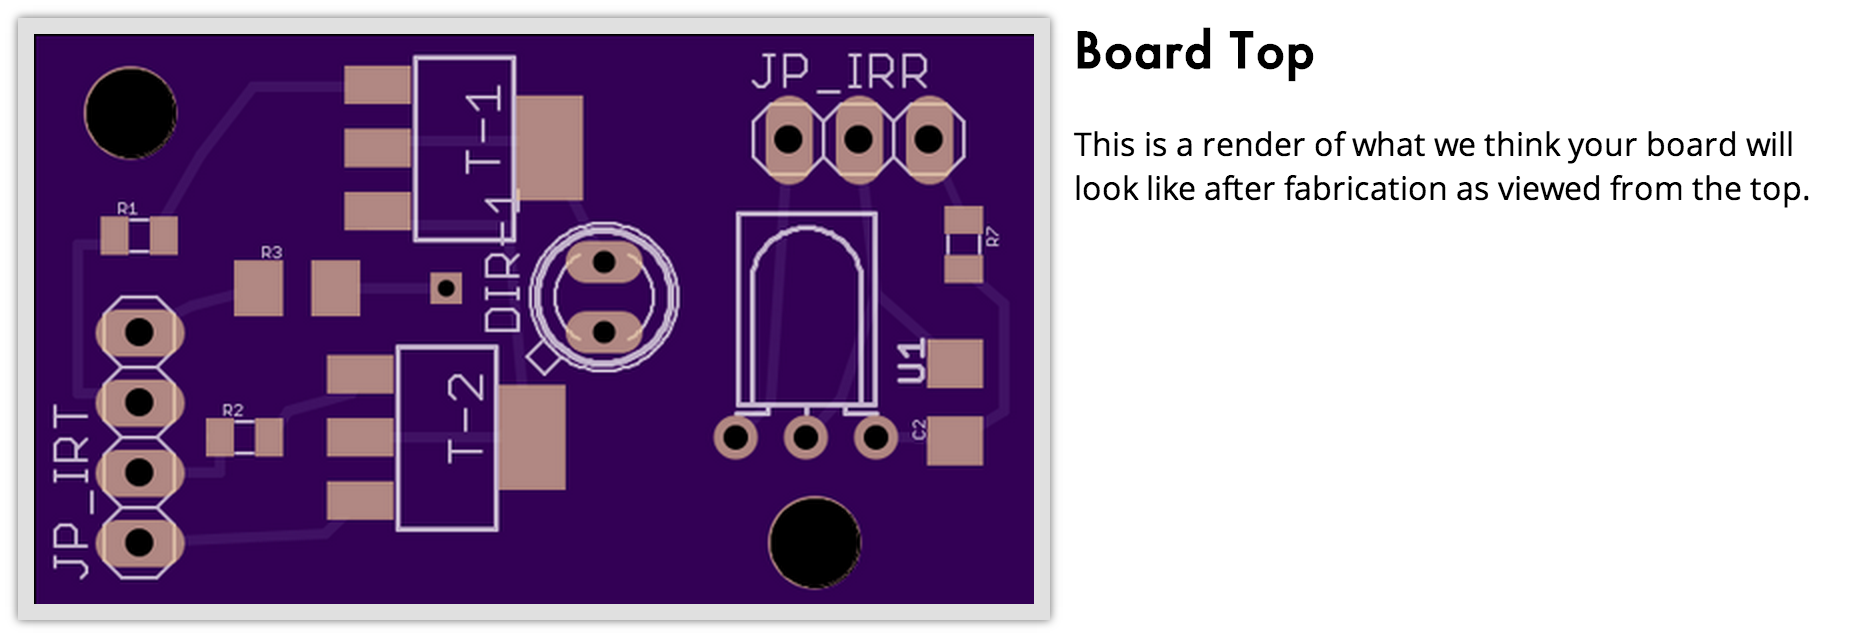 JP_IRR
T-1
R1
DIR+1
R3
R7
U1
T-2
R2
C2
JP_IRT
Board Top
This is a render of what we think your board will
look like after fabrication as viewed from the top.